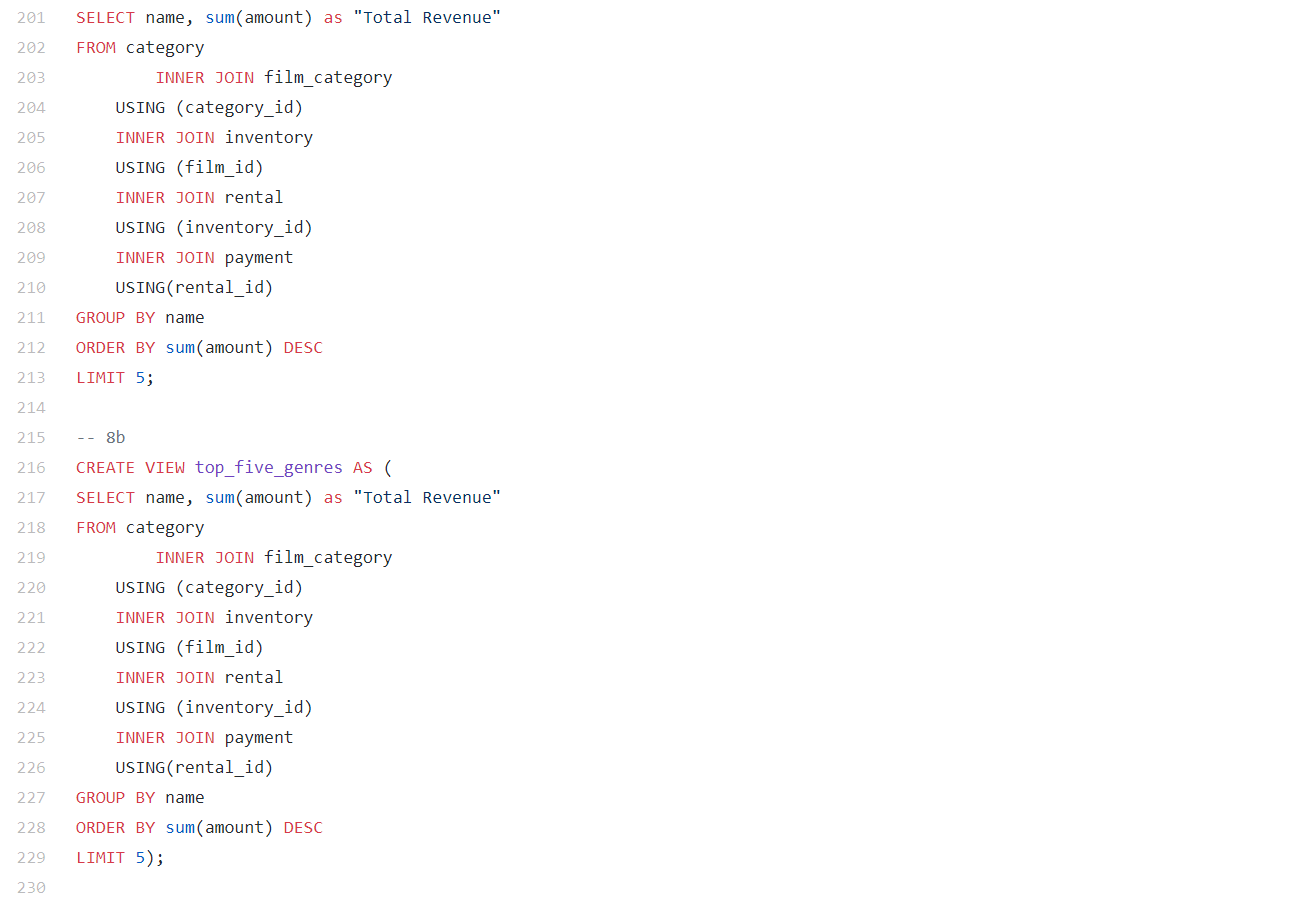 201 SELECT name, sum(amount) as "Total Revenue"
202 FROM category
203         INNER JOIN film_category
204     USING (category_id)
205     INNER JOIN inventory
206     USING (film_id)
207     INNER JOIN rental
208     USING (inventory_id)
209     INNER JOIN payment
210     USING(rental_id)
211 GROUP BY name
212 ORDER BY sum(amount) DESC
213 LIMIT 5;
214
215 -- 8b
216 CREATE VIEW top_five_genres AS (
217 SELECT name, sum(amount) as "Total Revenue"
218 FROM category
219         INNER JOIN film_category
220     USING (category_id)
221     INNER JOIN inventory
222     USING (film_id)
223     INNER JOIN rental
224     USING (inventory_id)
225     INNER JOIN payment
226     USING(rental_id)
227 GROUP BY name
228 ORDER BY sum(amount) DESC
229 LIMIT 5);
230